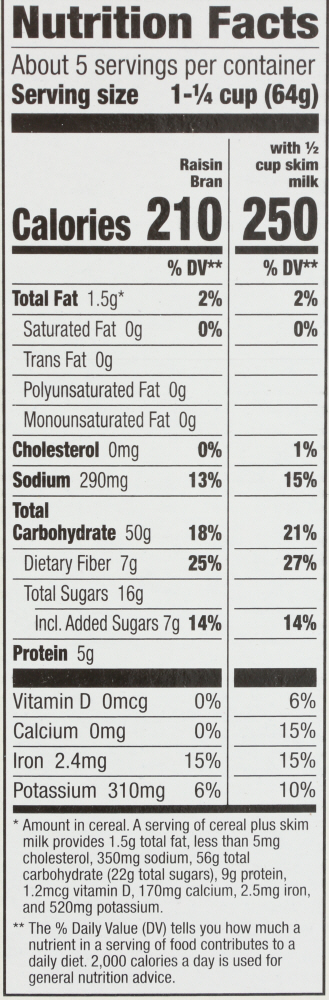 Nutrition Facts
About 5 servings per container
Serving size 1-¼ cup (64g)
Raisin Bran
with ½ cup skim milk
Calories 210 250
% DV** % DV**
Total Fat 1.5g* 2% 2%
Saturated Fat 0g 0% 0%
Trans Fat 0g
Polyunsaturated Fat 0g
Monounsaturated Fat 0g
Cholesterol 0mg 0% 1%
Sodium 290mg 13% 15%
Total
Carbohydrate 50g 18% 21%
Dietary Fiber 7g 25% 27%
Total Sugars 16g
Incl. Added Sugars 7g 14% 14%
Protein 5g
Vitamin D 0mcg 0% 6%
Calcium 0mg 0% 15%
Iron 2.4mg 15% 15%
Potassium 310mg 6% 10%
* Amount in cereal. A serving of cereal plus skim
milk provides 1.5g total fat, less than 5mg
cholesterol, 350mg sodium, 56g total
carbohydrate (22g total sugars), 9g protein,
1.2mcg vitamin D, 170mg calcium, 2.5mg iron,
and 520mg potassium.
** The % Daily Value (DV) tells you how much a
nutrient in a serving of food contributes to a
daily diet. 2,000 calories a day is used for
general nutrition advice.